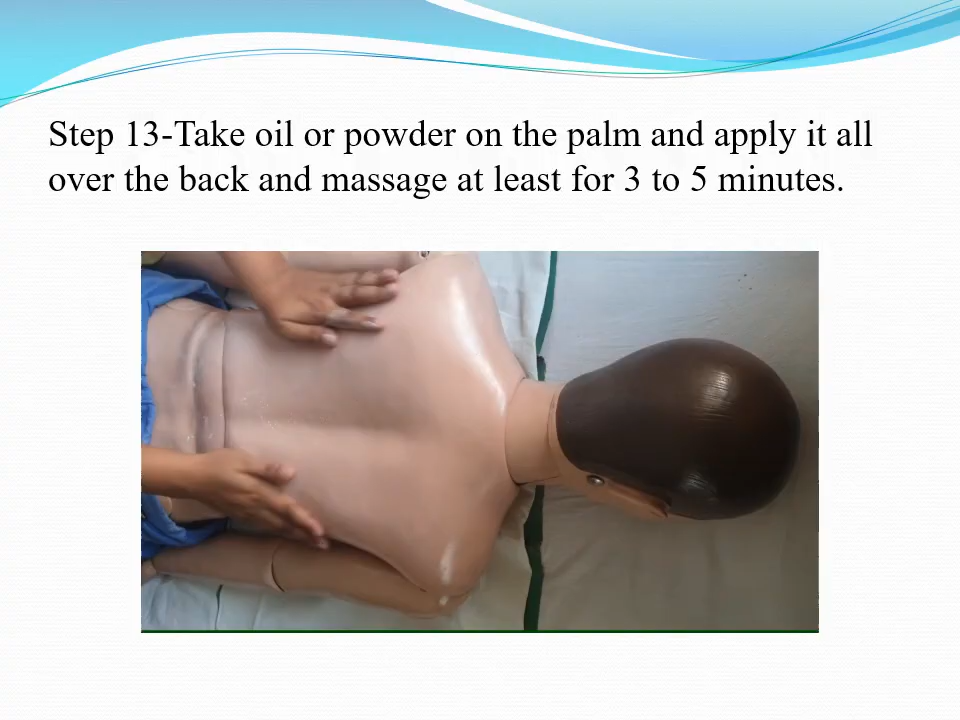 Step 13-Take oil or powder on the palm and apply it all
over the back and massage at least for 3 to 5 minutes.